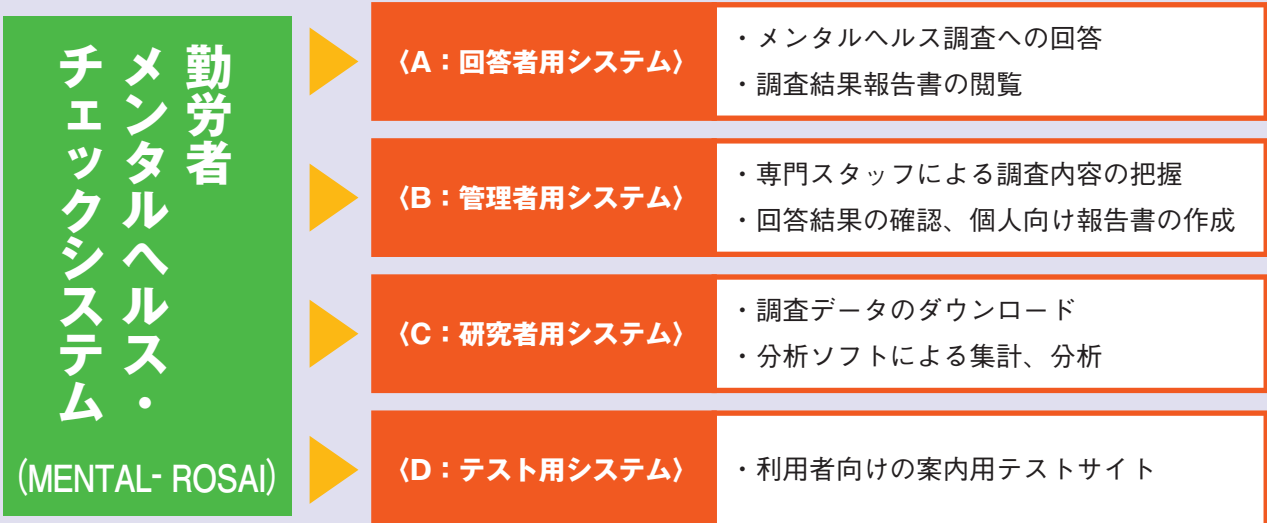 勤労者
メンタルヘルス・
チェックシステム
(MENTAL- ROSAI)
〈A：回答者用システム〉
・メンタルヘルス調査への回答
・調査結果報告書の閲覧
〈B：管理者用システム〉
・専門スタッフによる調査内容の把握
・回答結果の確認、個人向け報告書の作成
〈C：研究者用システム〉
・調査データのダウンロード
・分析ソフトによる集計、分析
〈D：テスト用システム〉
・利用者向けの案内用テストサイト